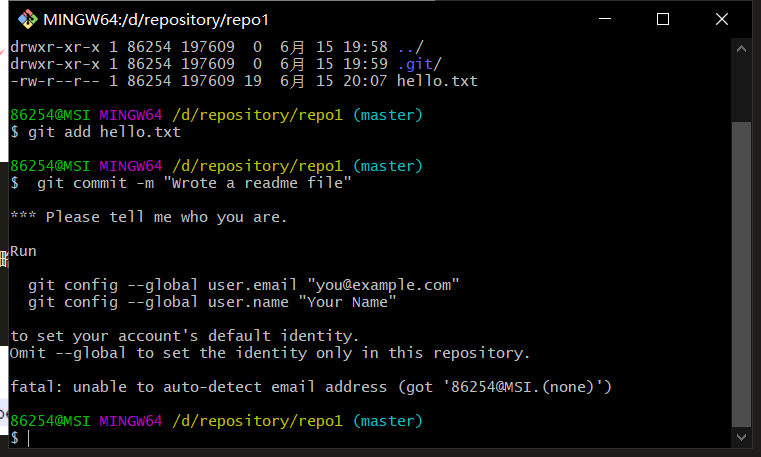 MINGW64:/d/repository/repo1
drwxr-xr-x 1 86254 197609  0  6月 15 19:58 ../
drwxr-xr-x 1 86254 197609  0  6月 15 19:59 .git/
-rw-r--r-- 1 86254 197609 19  6月 15 20:07 hello.txt
86254@MSI MINGW64 /d/repository/repo1 (master)
$ git add hello.txt
86254@MSI MINGW64 /d/repository/repo1 (master)
$  git commit -m "Wrote a readme file"
*** Please tell me who you are.
Run
  git config --global user.email "you@example.com"
  git config --global user.name "Your Name"
to set your account's default identity.
Omit --global to set the identity only in this repository.
fatal: unable to auto-detect email address (got '86254@MSI.(none)')
86254@MSI MINGW64 /d/repository/repo1 (master)
$